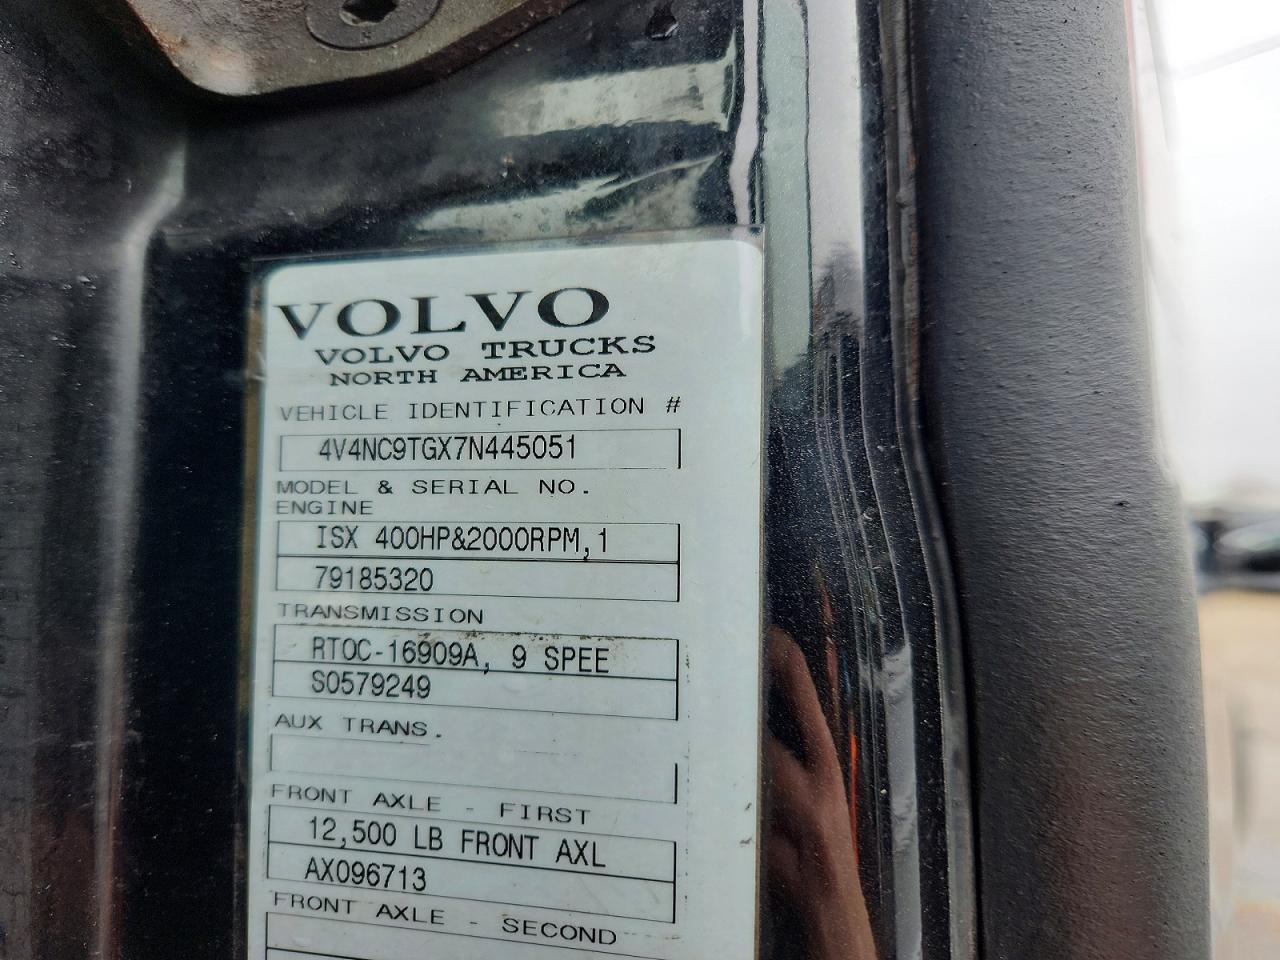 VOLVO
VOLVO TRUCKS
NORTH AMERICA
VEHICLE IDENTIFICATION #
4V4NC9TGX7N445051
MODEL & SERIAL NO.
ENGINE
ISX 400HP&2000RPM,1
79185320
TRANSMISSION
RTOC-16909A, 9 SPEE
S0579249
AUX TRANS.
FRONT AXLE - FIRST
12,500 LB FRONT AXL
AX096713
FRONT AXLE - SECOND